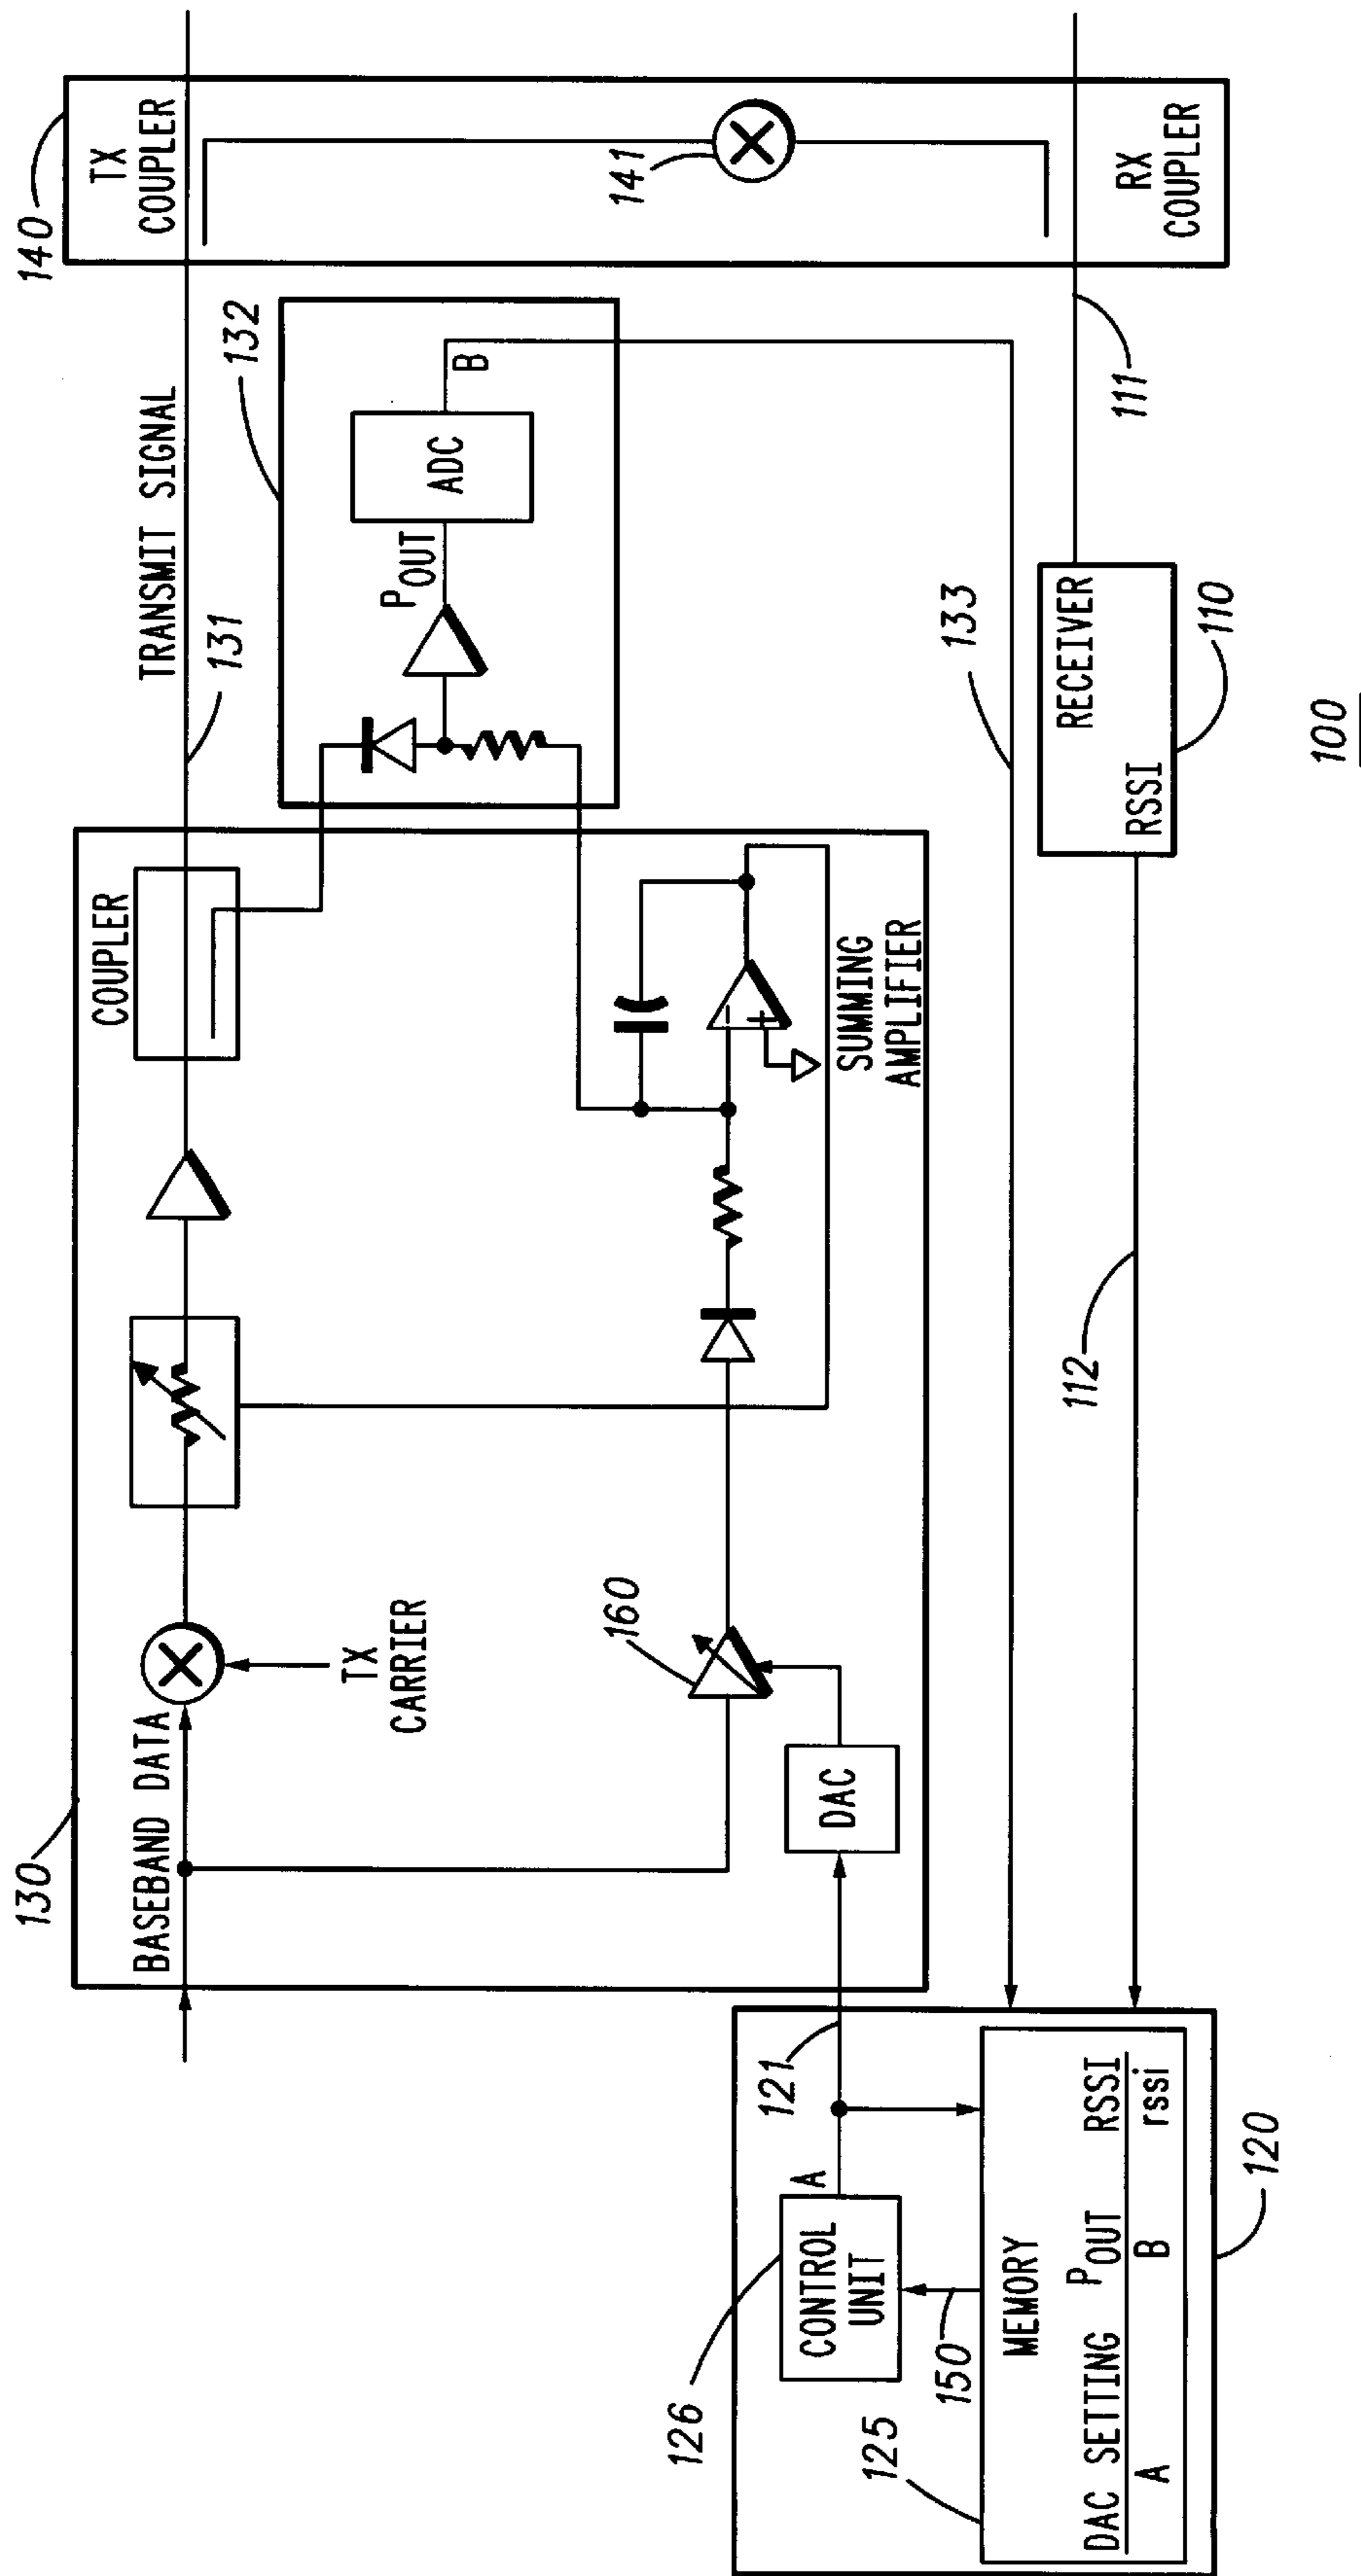 140
TX
COUPLER
141
RX
COUPLER
TRANSMIT SIGNAL
131
132
B
ADC
POUT
133
111
RECEIVER
RSSI
110
112
130
COUPLER
SUMMING
AMPLIFIER
BASEBAND DATA
TX
CARRIER
160
DAC
121
A
CONTROL
UNIT
126
150
125
MEMORY
DAC SETTING POUT RSSI
A B rssi
120
100